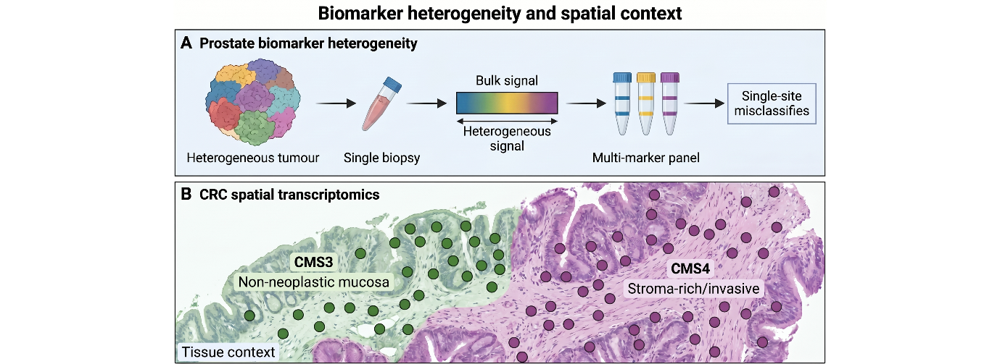 Biomarker heterogeneity and spatial context
A Prostate biomarker heterogeneity
Heterogeneous tumour
Single biopsy
Bulk signal
Heterogeneous
signal
Multi-marker panel
Single-site
misclassifies
B CRC spatial transcriptomics
CMS3
Non-neoplastic mucosa
CMS4
Stroma-rich/invasive
Tissue context